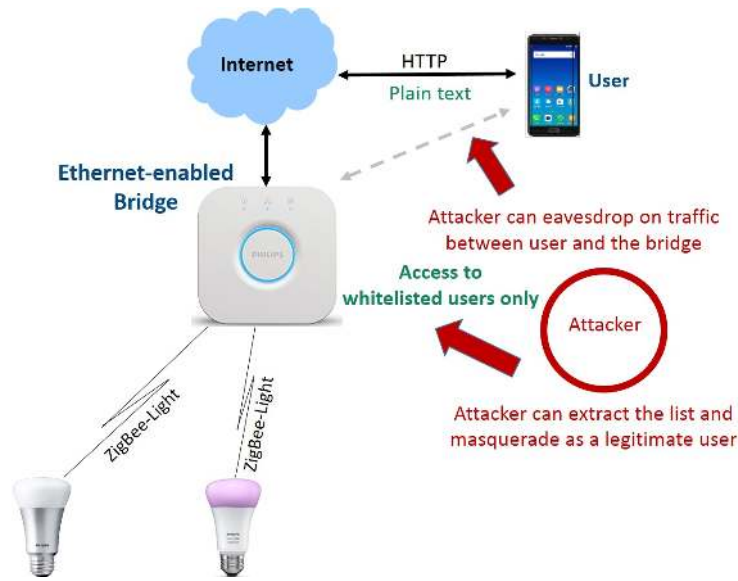 Internet
HTTP
Plain text
User
Ethernet-enabled
Bridge
PHILIPS
Attacker can eavesdrop on traffic
between user and the bridge
Access to
whitelisted users only
Attacker
Attacker can extract the list and
masquerade as a legitimate user
ZigBee-Light
ZigBee-Light